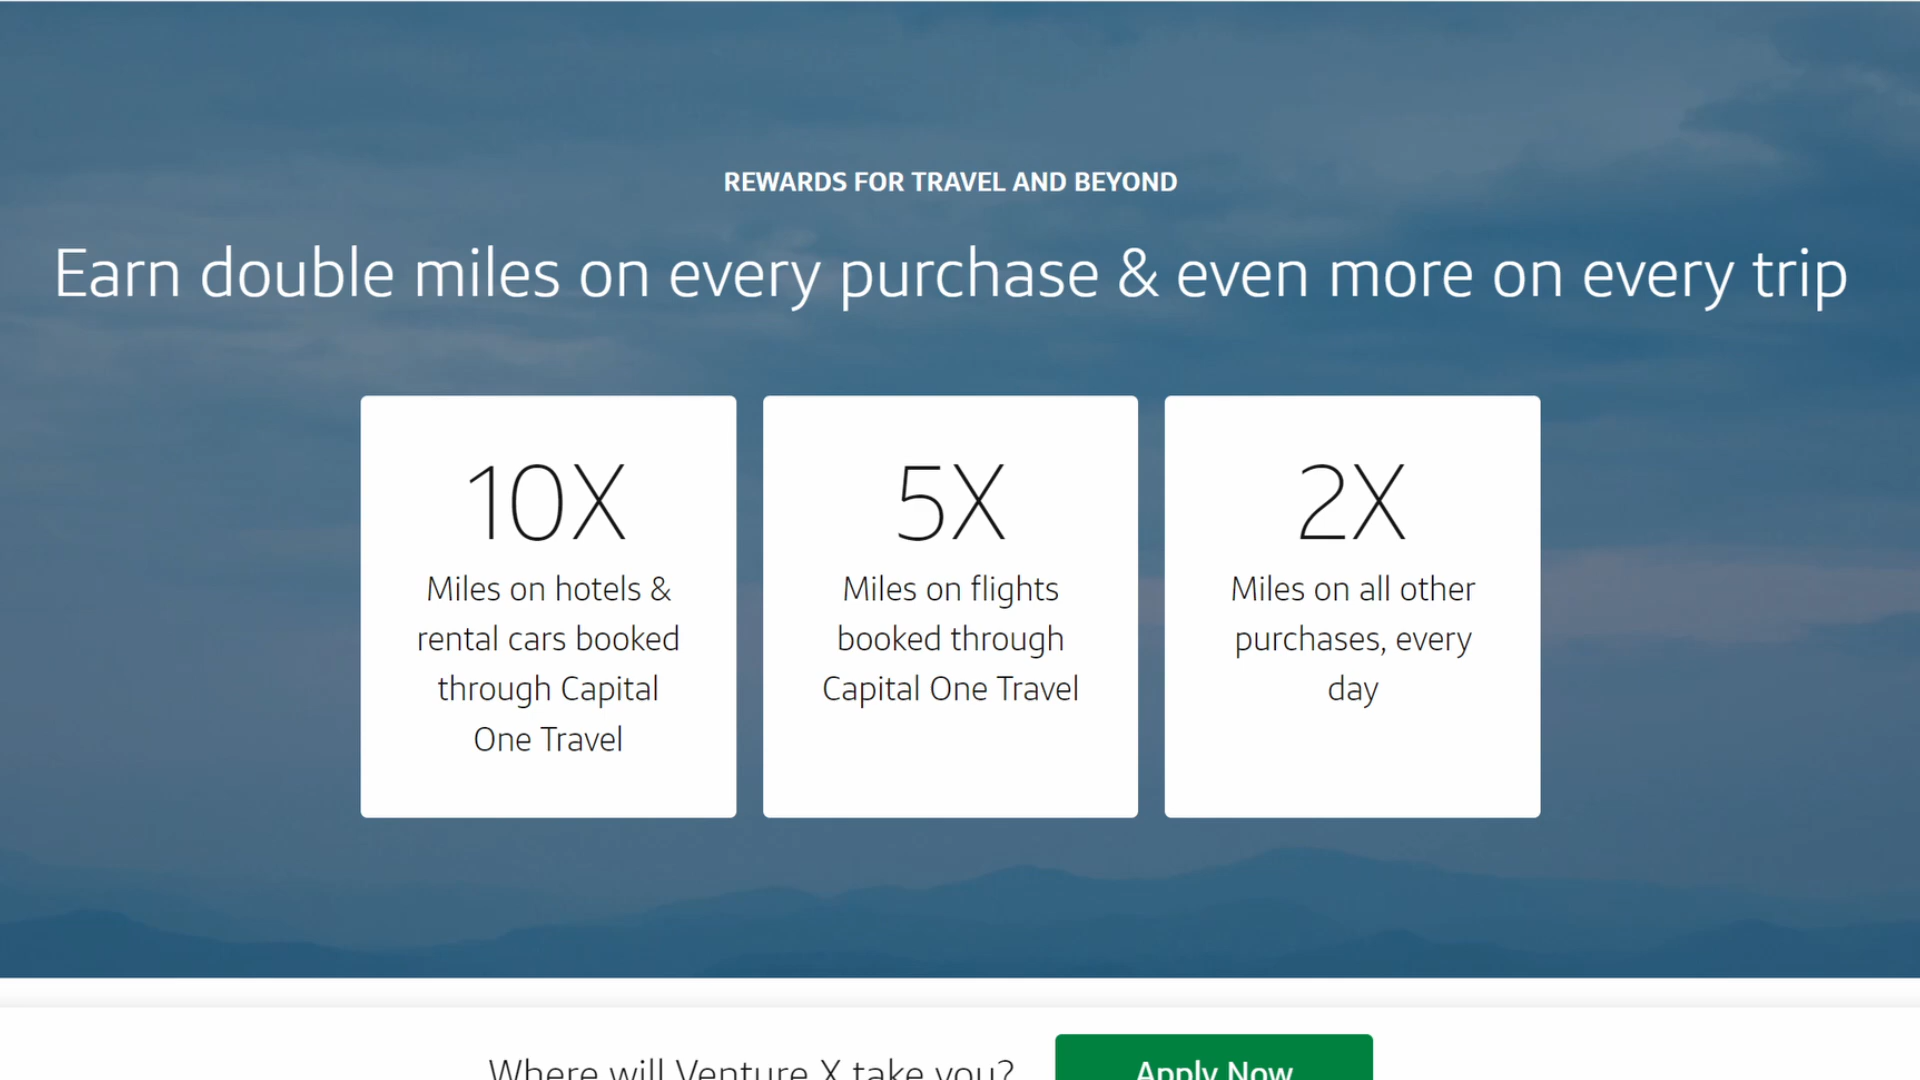 REWARDS FOR TRAVEL AND BEYOND
Earn double miles on every purchase & even more on every trip
10X
Miles on hotels &
rental cars booked
through Capital
One Travel
5X
Miles on flights
booked through
Capital One Travel
2X
Miles on all other
purchases, every
day
Where will Venture X take you?
Apply Now